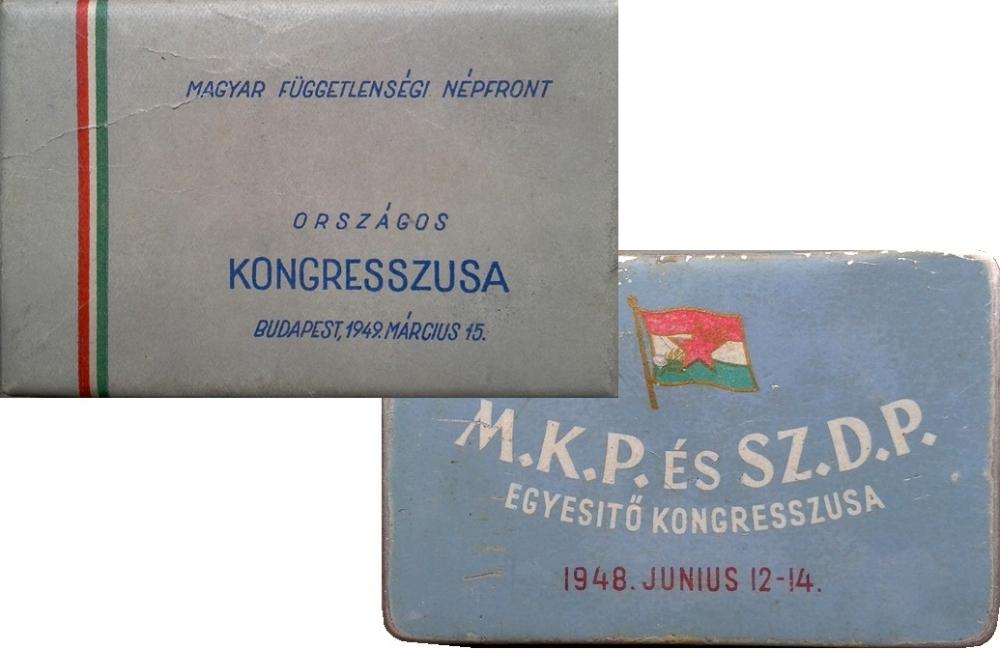 MAGYAR FÜGGETLENSÉGI NÉPFRONT
ORSZÁGOS
KONGRESSZUSA
BUDAPEST, 1949. MÁRCIUS 15.
M.K.P. ÉS SZ.D.P.
EGYESITŐ KONGRESSZUSA
1948. JUNIUS 12-14.